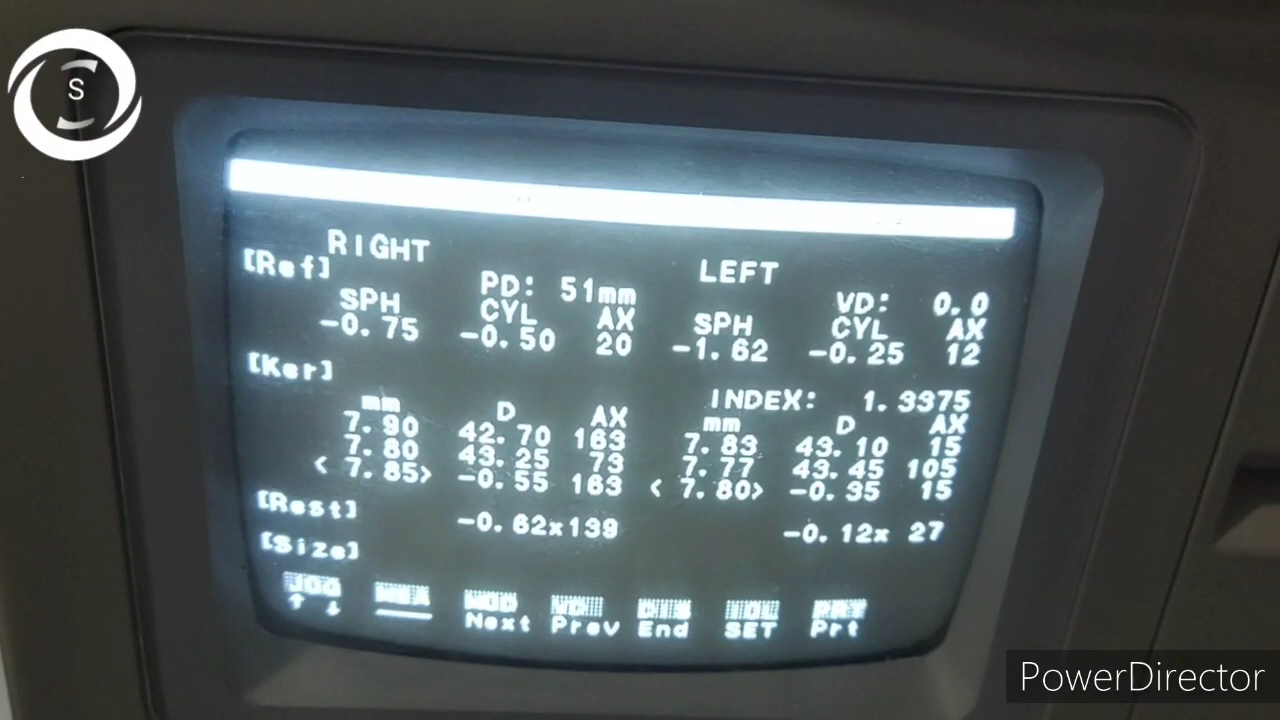 S
RIGHT LEFT
[Ref] PD: 51mm VD: 0.0
SPH CYL AX SPH CYL AX
-0.75 -0.50 20 -1.62 -0.25 12
[Ker] INDEX: 1.3375
mm D AX mm D AX
7.90 42.70 163 7.83 43.10 15
7.80 43.25 73 7.77 43.45 105
< 7.85> -0.55 163 < 7.80> -0.35 15
[Rest] -0.62x139 -0.12x 27
[Size]
MEA
Next Prev End SET Prt
PowerDirector